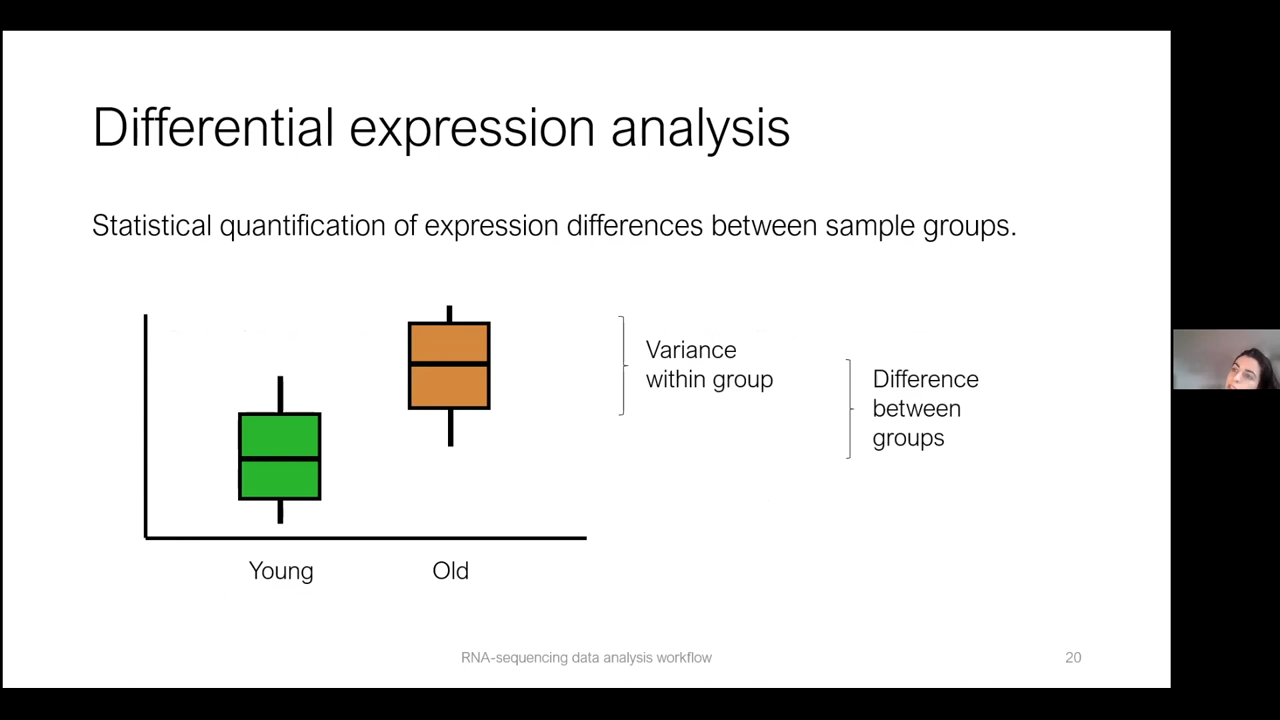 Differential expression analysis
Statistical quantification of expression differences between sample groups.
Variance
within group
Difference
between
groups
Young
Old
RNA-sequencing data analysis workflow
20